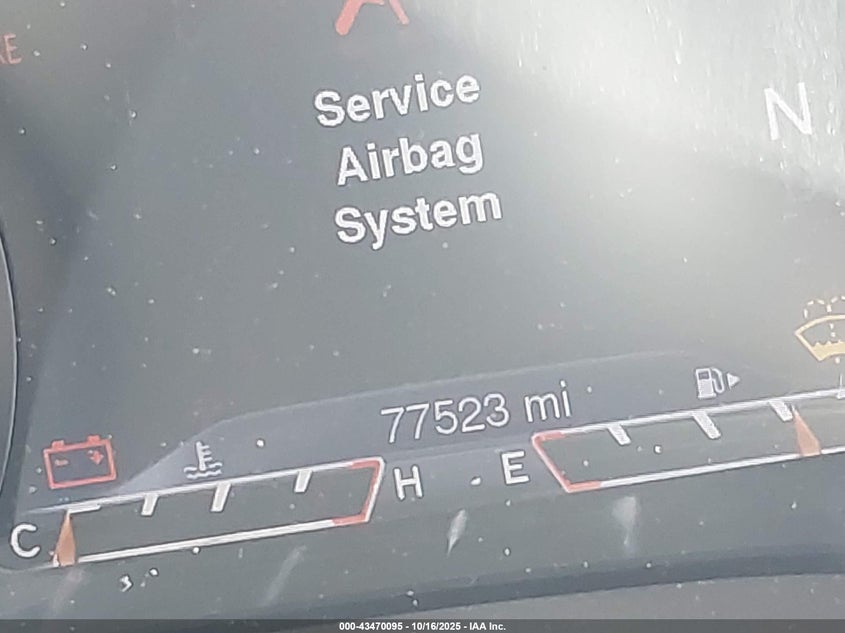 Service
Airbag
System
N
77523 mi
C
H
E
000-43470095 - 10/16/2025 - IAA Inc.